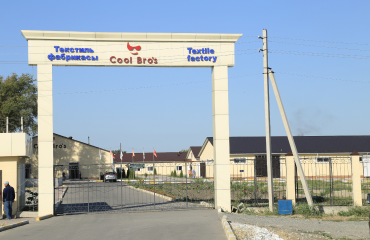 Текстиль
фабрикасы
Cool Bro's
Textile
factory